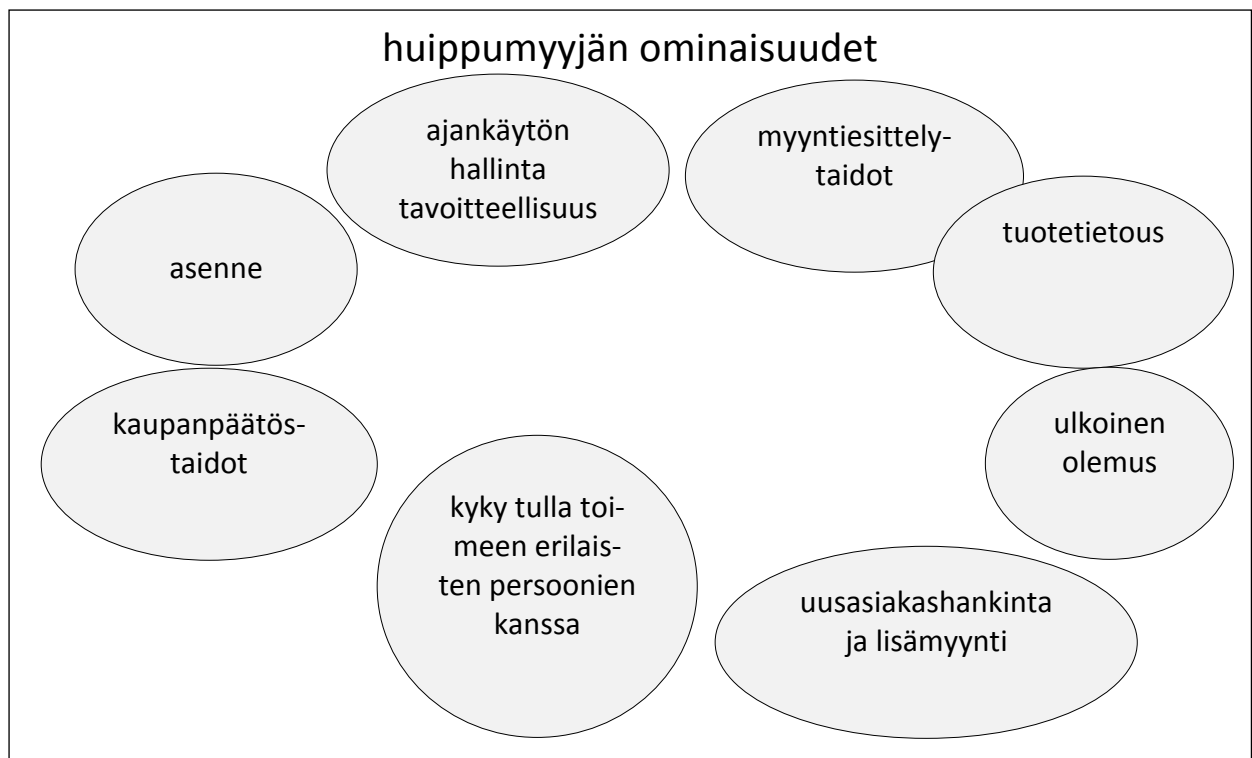 huippumyyjän ominaisuudet
ajankäytön
hallinta
tavoitteellisuus
myyntiesittely-
taidot
tuotetietous
asenne
kaupanpäätös-
taidot
ulkoinen
olemus
kyky tulla toi-
meen erilais-
ten persoonien
kanssa
uusasiakashankinta
ja lisämyynti